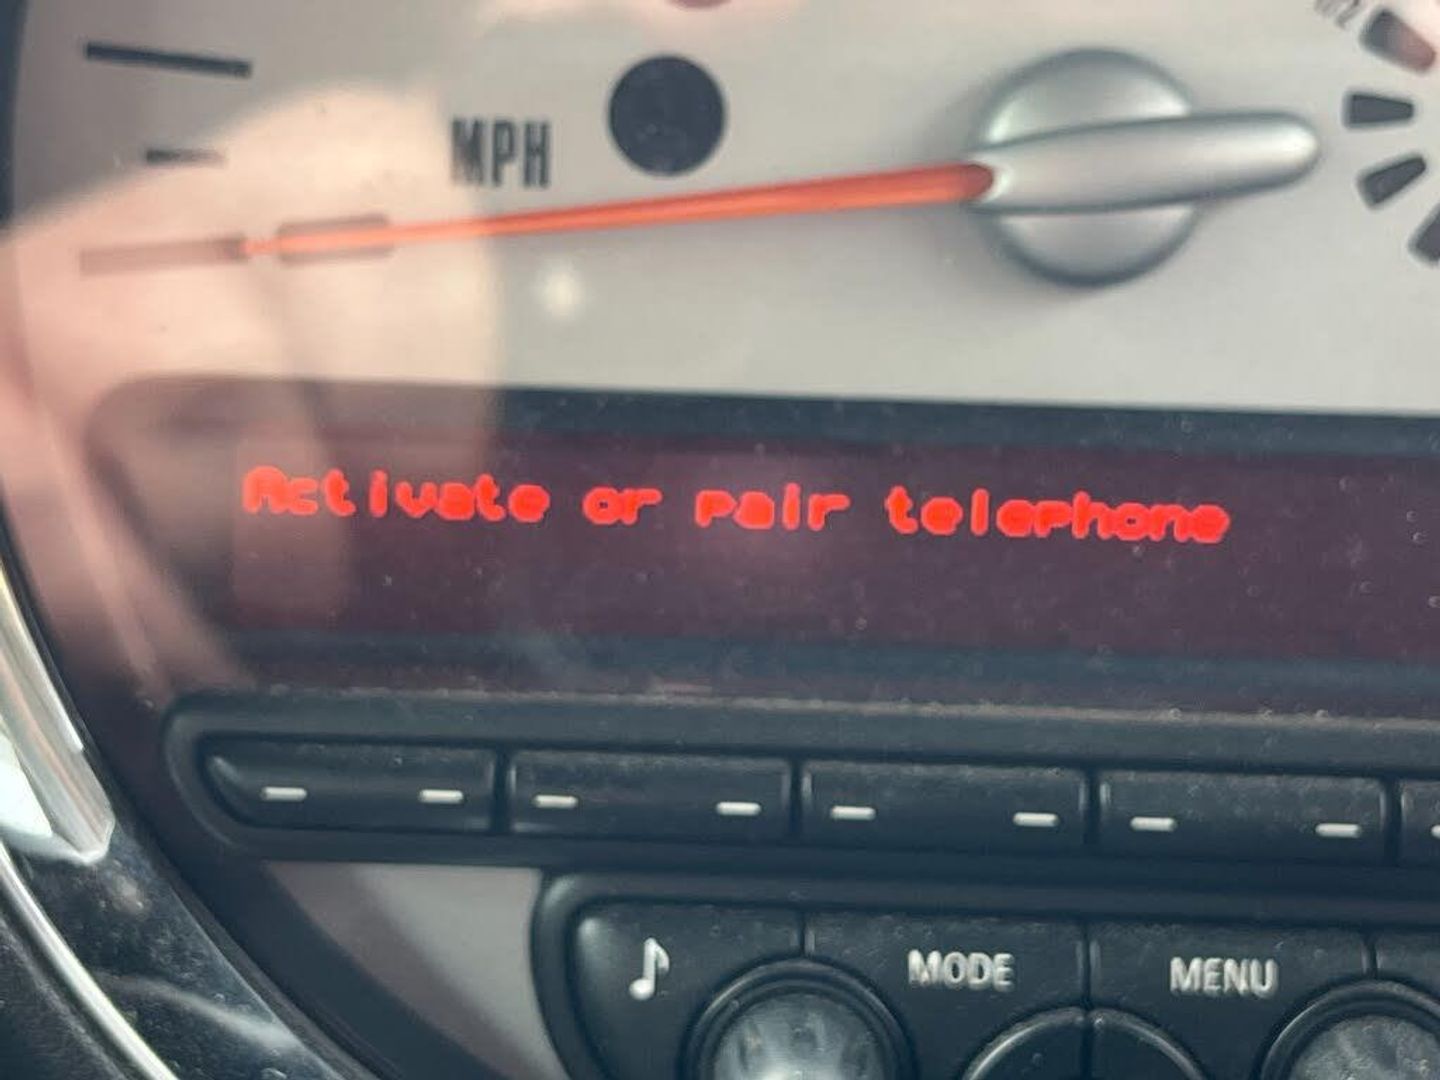 MPH
Activate or pair telephone
MODE
MENU